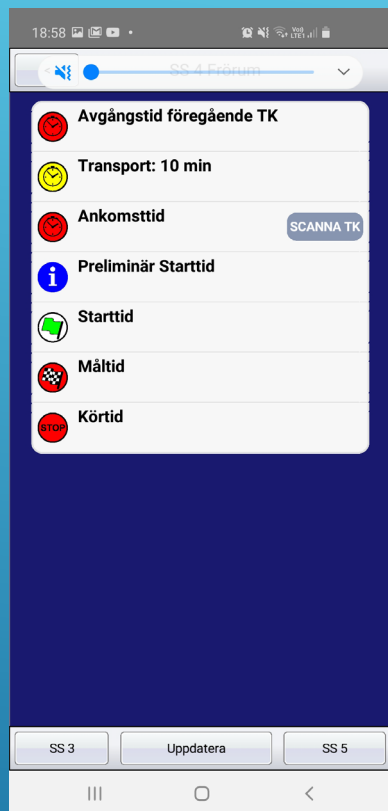 18:58
SS 4 Frörum
Avgångstid föregående TK
Transport: 10 min
Ankomsttid
SCANNA TK
Preliminär Starttid
Starttid
Måltid
STOP
Körtid
SS 3
Uppdatera
SS 5